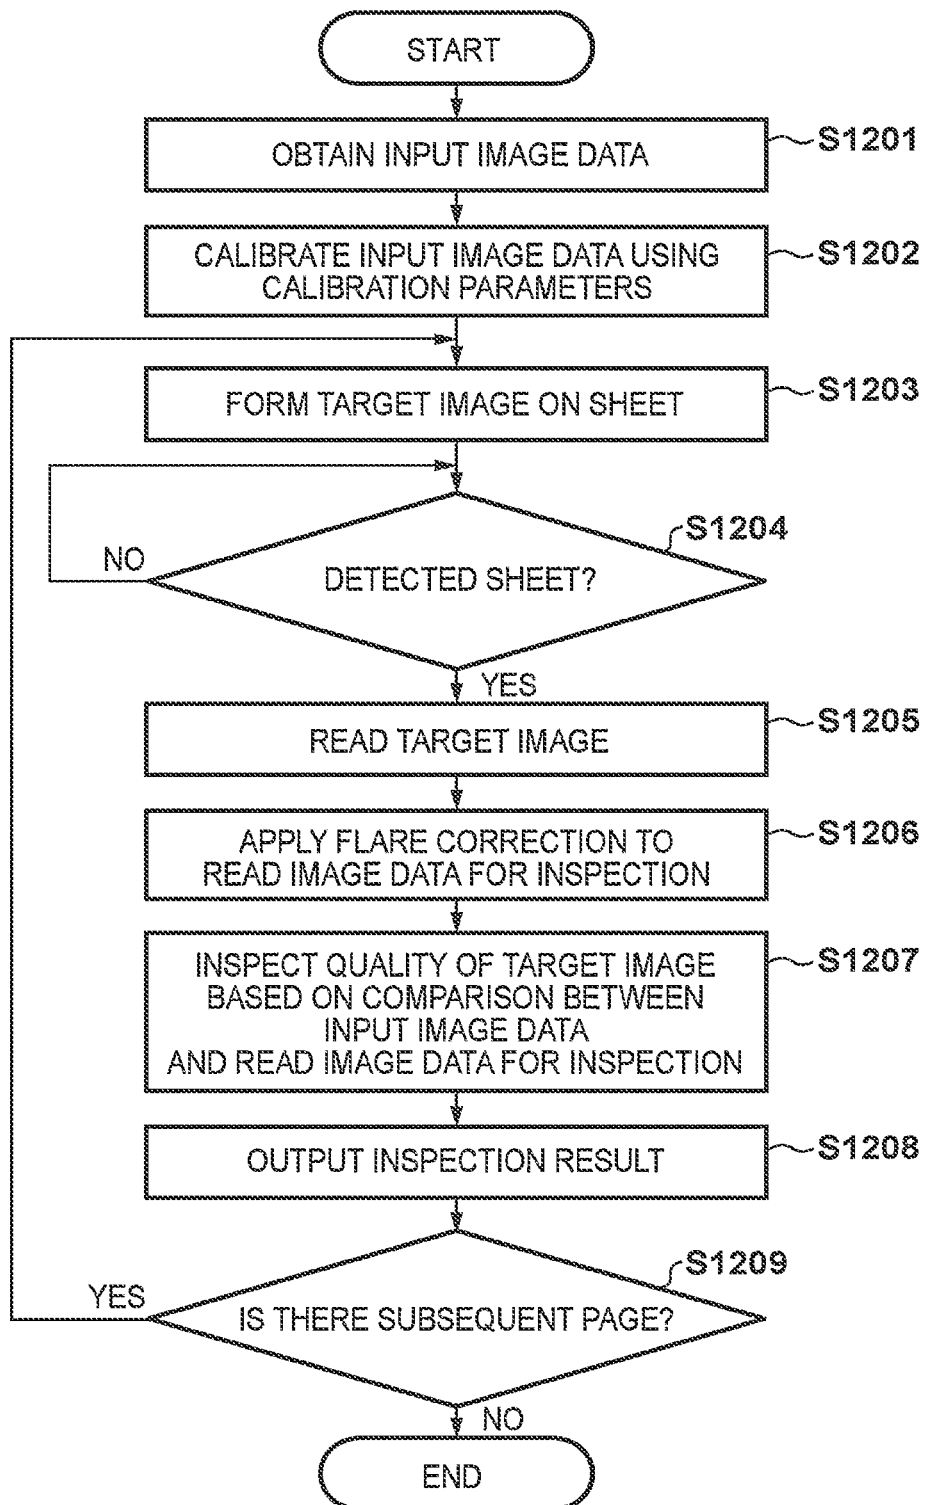 START
OBTAIN INPUT IMAGE DATA
S1201
CALIBRATE INPUT IMAGE DATA USING
CALIBRATION PARAMETERS
S1202
FORM TARGET IMAGE ON SHEET
S1203
S1204
DETECTED SHEET?
NO
YES
READ TARGET IMAGE
S1205
APPLY FLARE CORRECTION TO
READ IMAGE DATA FOR INSPECTION
S1206
INSPECT QUALITY OF TARGET IMAGE
BASED ON COMPARISON BETWEEN
INPUT IMAGE DATA
AND READ IMAGE DATA FOR INSPECTION
S1207
OUTPUT INSPECTION RESULT
S1208
S1209
IS THERE SUBSEQUENT PAGE?
YES
NO
END